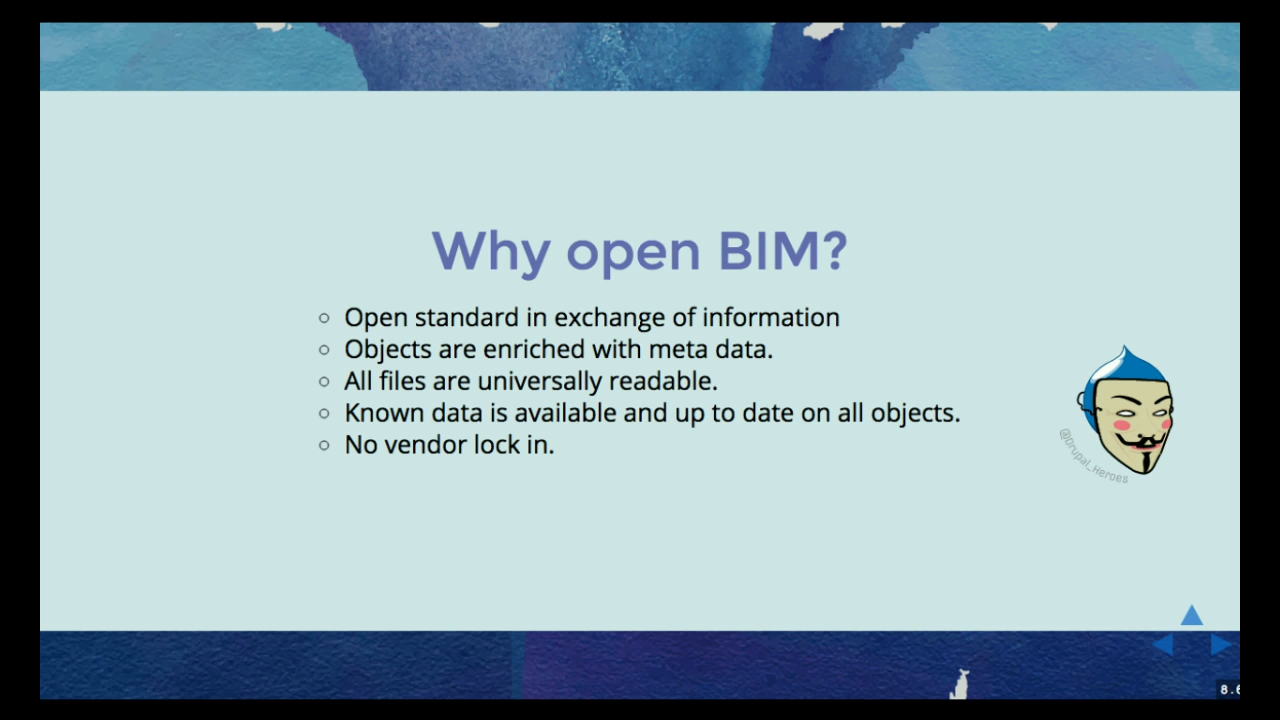 Why open BIM?
Open standard in exchange of information
Objects are enriched with meta data.
All files are universally readable.
Known data is available and up to date on all objects.
No vendor lock in.
@Drupal_Heroes